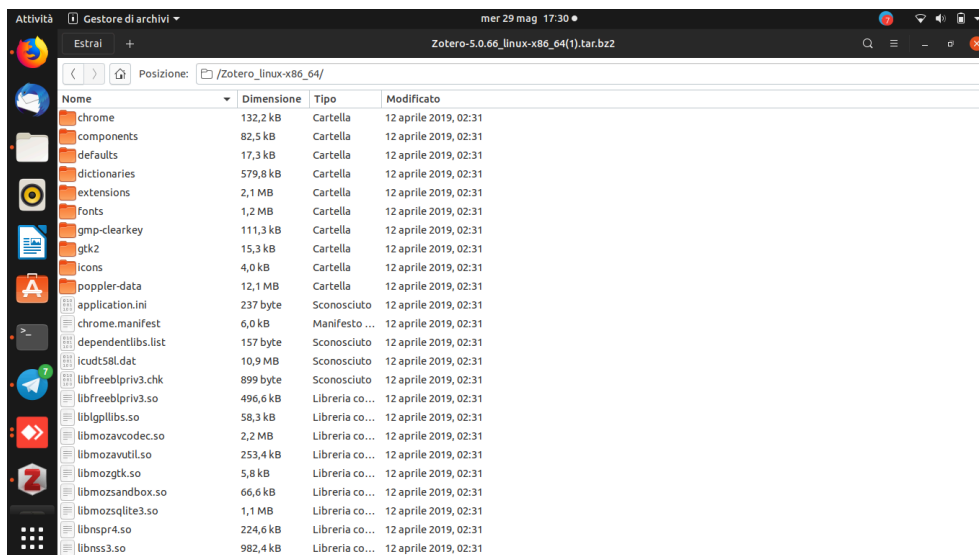 Attività Gestore di archivi mer 29 mag 17:30 7
Estrai + Zotero-5.0.66_linux-x86_64(1).tar.bz2
Posizione: /Zotero_linux-x86_64/
Nome Dimensione Tipo Modificato
chrome 132,2 kB Cartella 12 aprile 2019, 02:31
components 82,5 kB Cartella 12 aprile 2019, 02:31
defaults 17,3 kB Cartella 12 aprile 2019, 02:31
dictionaries 579,8 kB Cartella 12 aprile 2019, 02:31
extensions 2,1 MB Cartella 12 aprile 2019, 02:31
fonts 1,2 MB Cartella 12 aprile 2019, 02:31
gmp-clearkey 111,3 kB Cartella 12 aprile 2019, 02:31
gtk2 15,3 kB Cartella 12 aprile 2019, 02:31
icons 4,0 kB Cartella 12 aprile 2019, 02:31
poppler-data 12,1 MB Cartella 12 aprile 2019, 02:31
application.ini 237 byte Sconosciuto 12 aprile 2019, 02:31
chrome.manifest 6,0 kB Manifesto ... 12 aprile 2019, 02:31
dependentlibs.list 157 byte Sconosciuto 12 aprile 2019, 02:31
icudt58l.dat 10,9 MB Sconosciuto 12 aprile 2019, 02:31
libfreeblpriv3.chk 899 byte Sconosciuto 12 aprile 2019, 02:31
libfreeblpriv3.so 496,6 kB Libreria co... 12 aprile 2019, 02:31
liblgpllibs.so 58,3 kB Libreria co... 12 aprile 2019, 02:31
libmozavcodec.so 2,2 MB Libreria co... 12 aprile 2019, 02:31
libmozavutil.so 253,4 kB Libreria co... 12 aprile 2019, 02:31
libmozgtk.so 5,8 kB Libreria co... 12 aprile 2019, 02:31
libmozsandbox.so 66,6 kB Libreria co... 12 aprile 2019, 02:31
libmozsqlite3.so 1,1 MB Libreria co... 12 aprile 2019, 02:31
libnspr4.so 224,6 kB Libreria co... 12 aprile 2019, 02:31
libnss3.so 982,4 kB Libreria co... 12 aprile 2019, 02:31
>_
7
Z